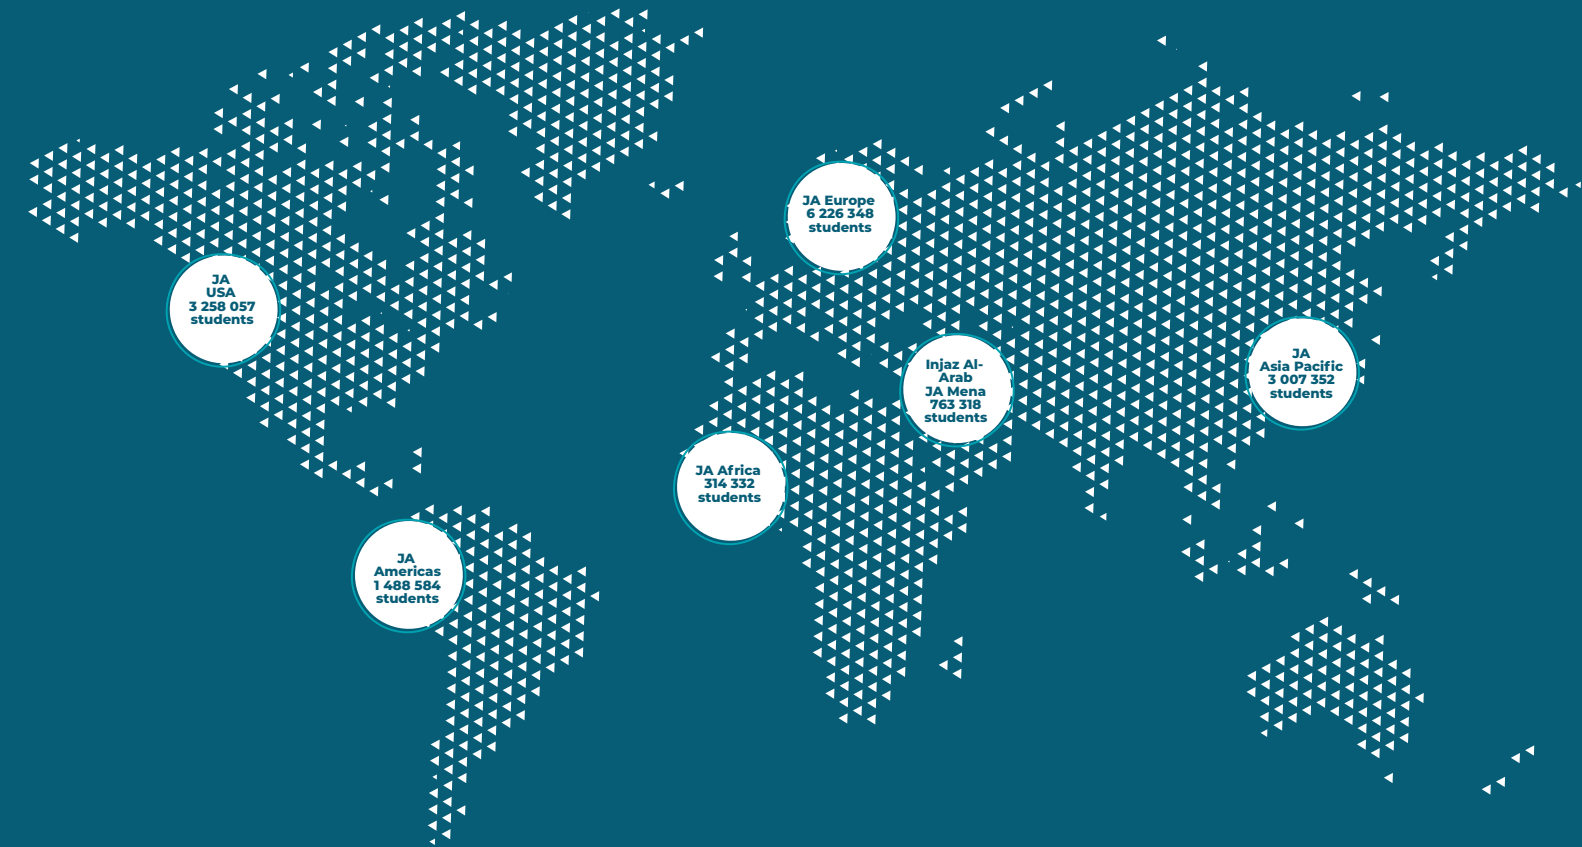 JA Europe
6 226 348
students
JA
USA
3 258 057
students
Injaz Al-
Arab
JA Mena
763 318
students
JA
Asia Pacific
3 007 352
students
JA Africa
314 332
students
JA
Americas
1 488 584
students